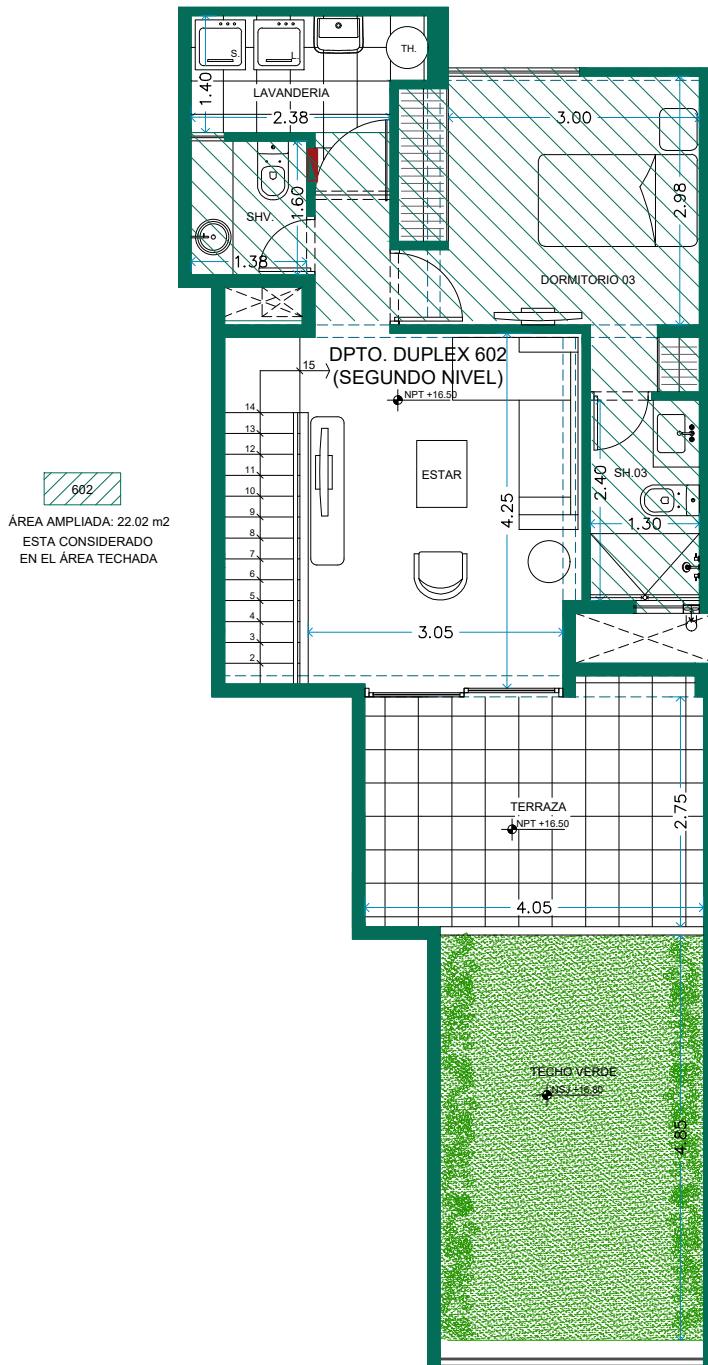 S.
L.
TH.
LAVANDERIA
1.40
2.38
3.00
SHV.
1.60
1.38
2.98
DORMITORIO 03
DPTO. DUPLEX 602
(SEGUNDO NIVEL)
NPT +16.50
15
14
13
12
11
10
9
8
7
6
5
4
3
2
ESTAR
4.25
3.05
SH.03
2.40
1.30
602
ÁREA AMPLIADA: 22.02 m2
ESTA CONSIDERADO
EN EL ÁREA TECHADA
TERRAZA
NPT +16.50
2.75
4.05
TECHO VERDE
NSJ +16.80
4.85